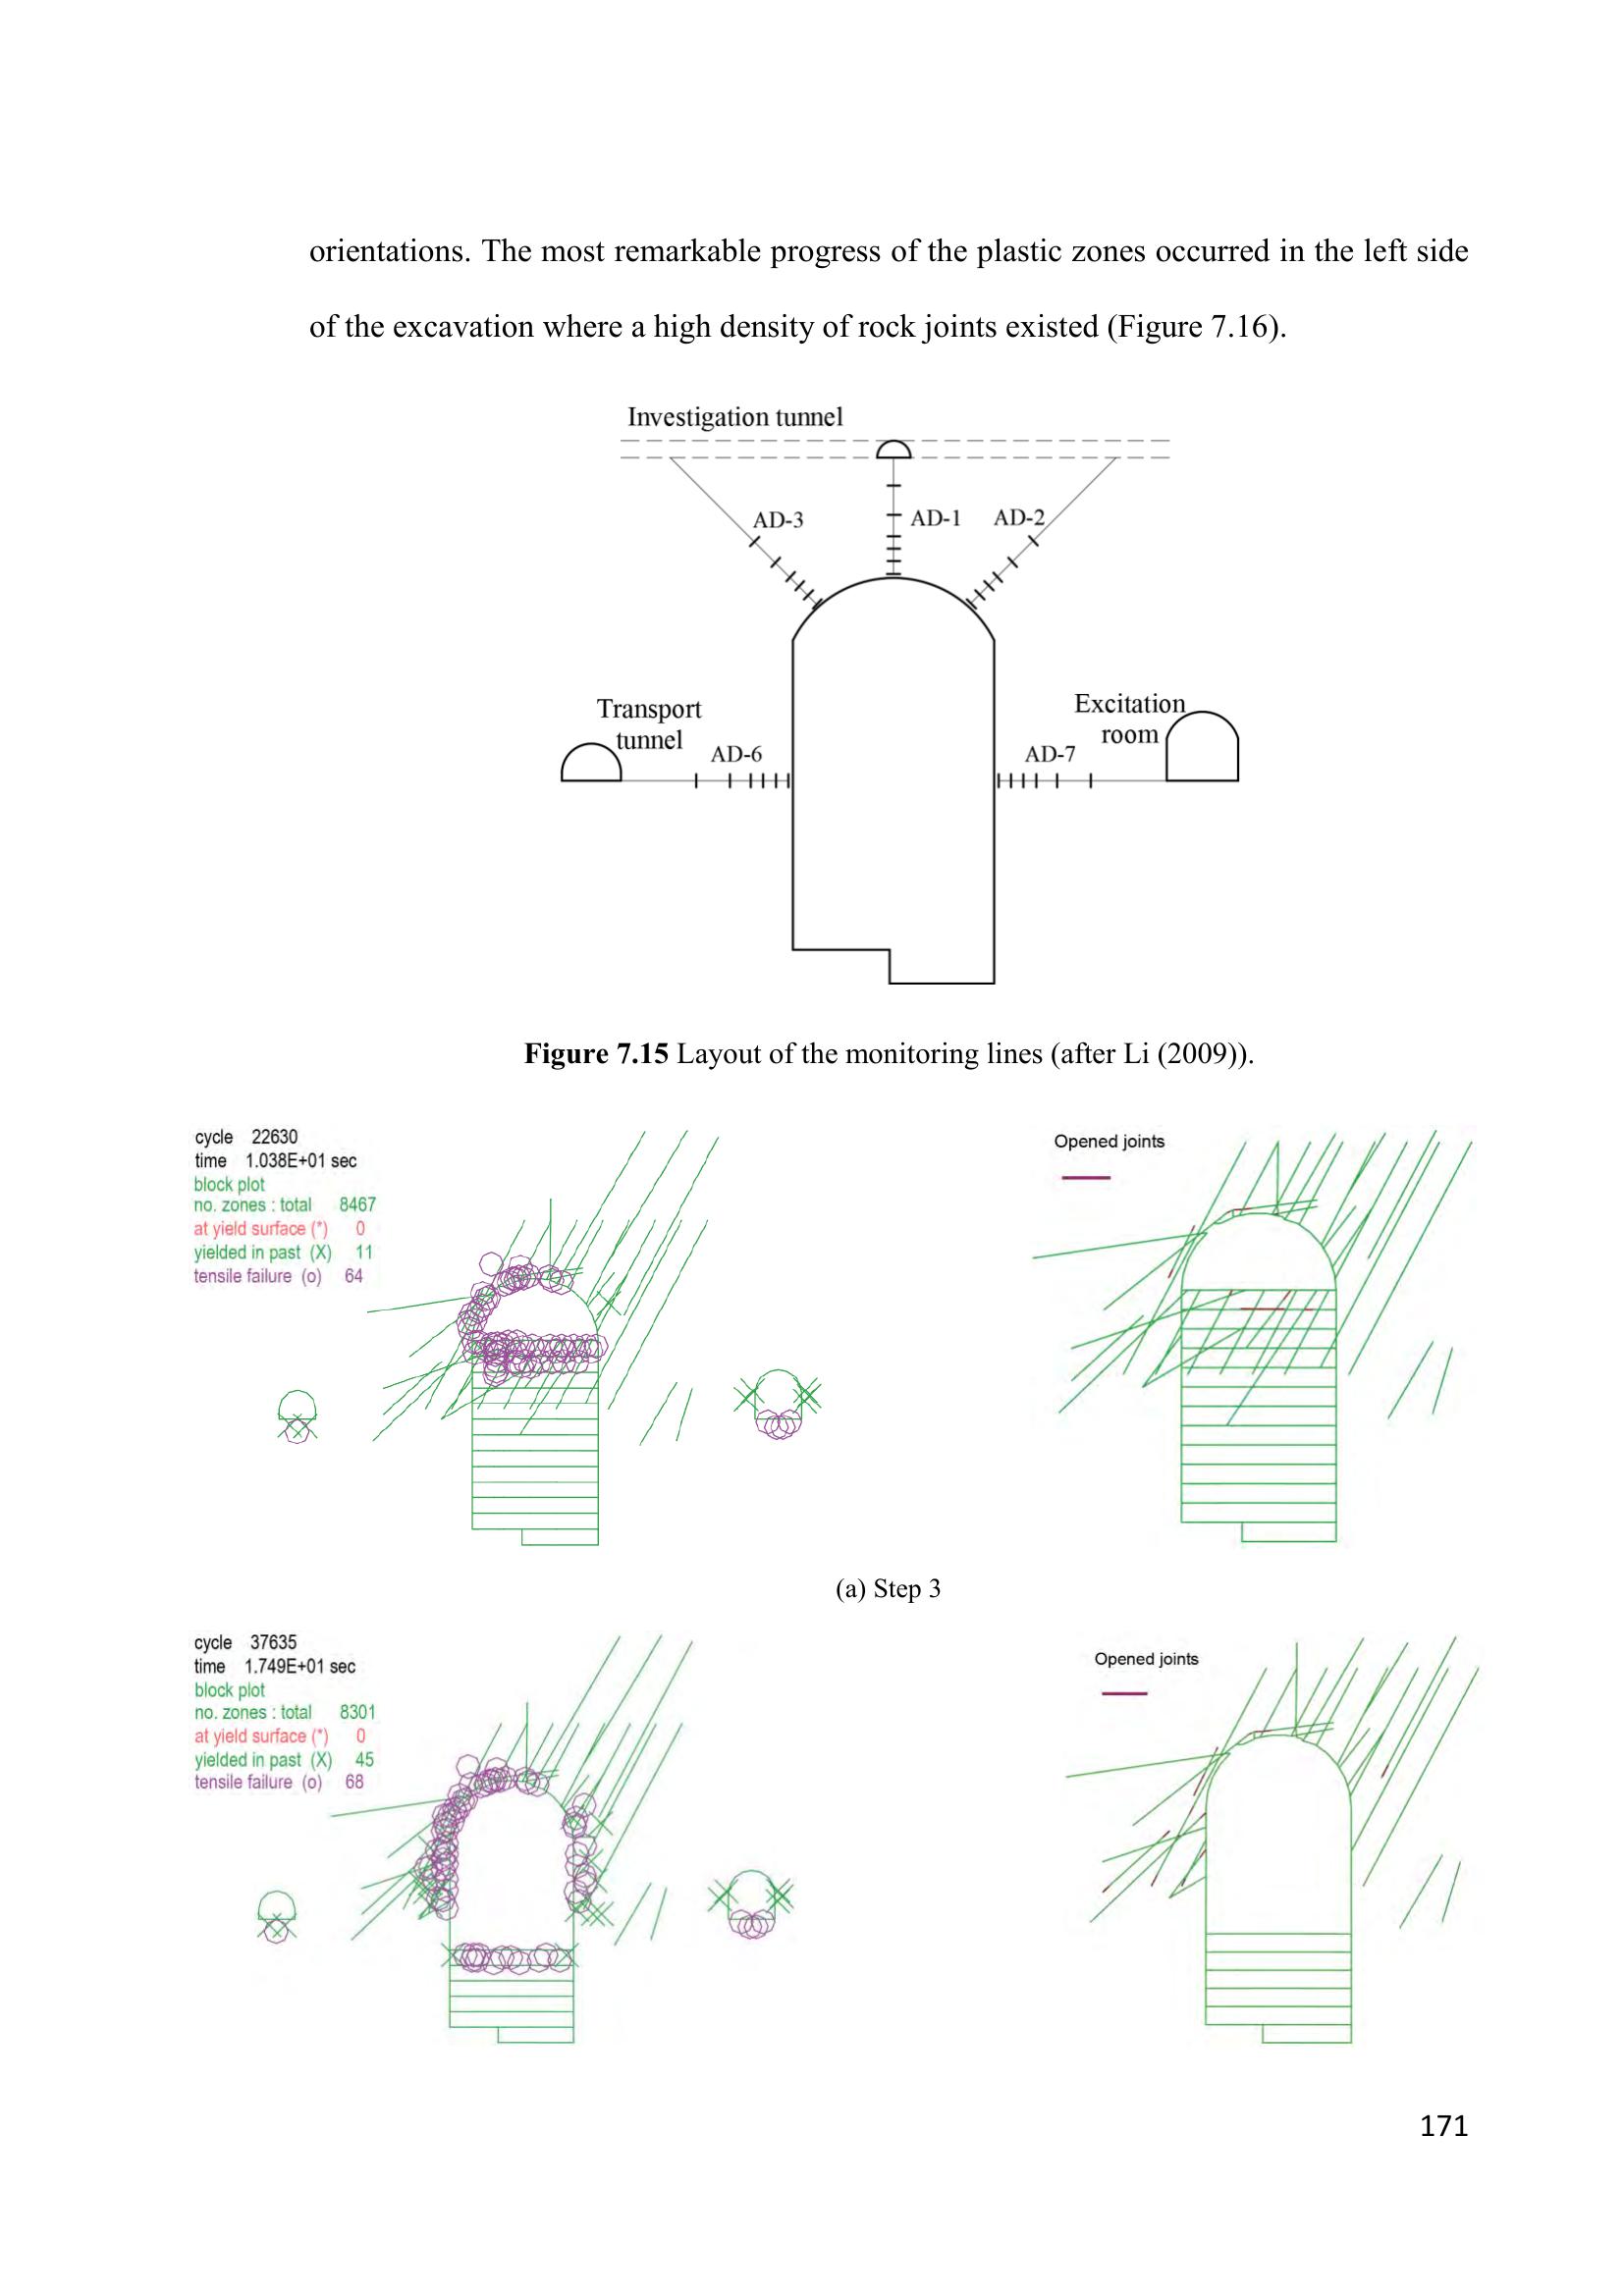 orientations. The most remarkable progress of the plastic zones occurred in the left side
of the excavation where a high density of rock joints existed (Figure 7.16).
Investigation tunnel
AD-3
AD-1
AD-2
Transport
tunnel
AD-6
Excitation
room
AD-7
Figure 7.15 Layout of the monitoring lines (after Li (2009)).
cycle 22630
time 1.038E+01 sec
block plot
no. zones : total 8467
at yield surface (*) 0
yielded in past (X) 11
tensile failure (o) 64
Opened joints
(a) Step 3
cycle 37635
time 1.749E+01 sec
block plot
no. zones : total 8301
at yield surface (*) 0
yielded in past (X) 45
tensile failure (o) 68
Opened joints
171